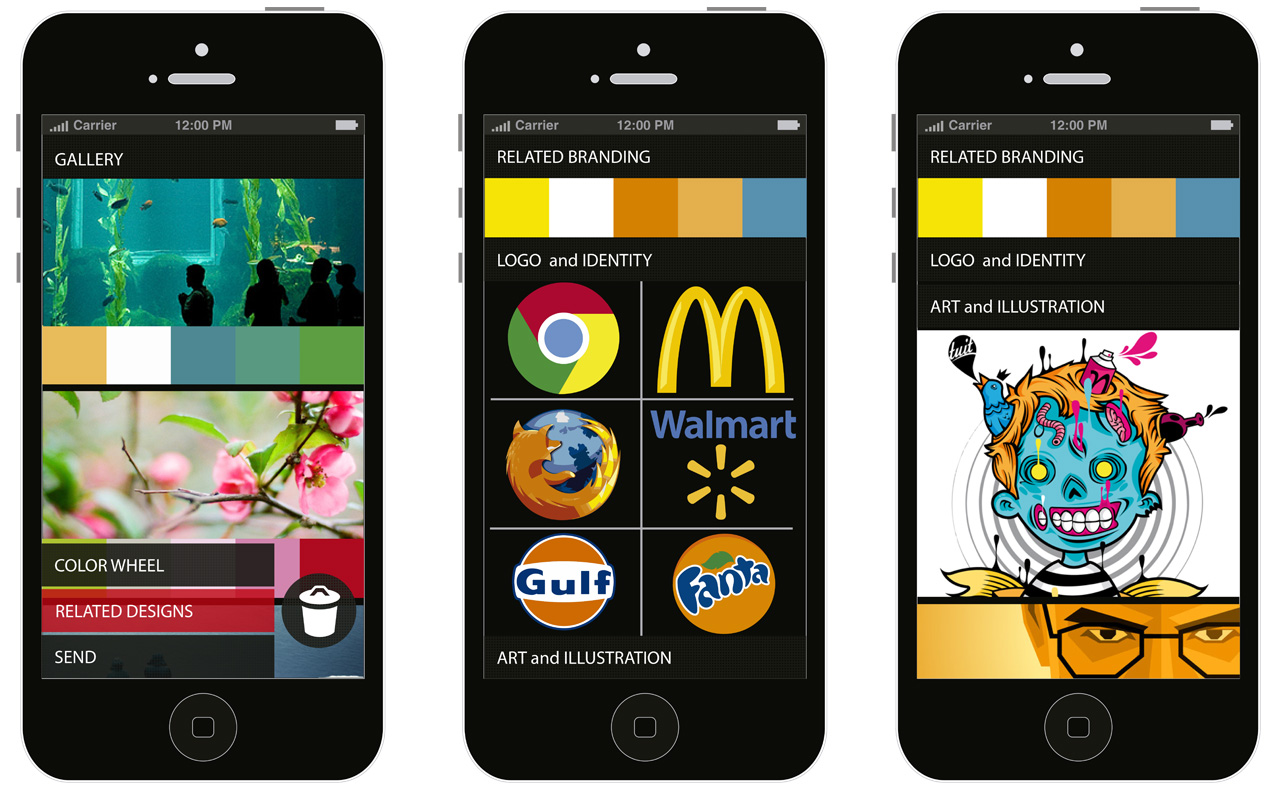 Carrier 12:00 PM
GALLERY
COLOR WHEEL
RELATED DESIGNS
SEND
Carrier 12:00 PM
RELATED BRANDING
LOGO and IDENTITY
Walmart
Gulf
Fanta
ART and ILLUSTRATION
Carrier 12:00 PM
RELATED BRANDING
LOGO and IDENTITY
ART and ILLUSTRATION
tuit